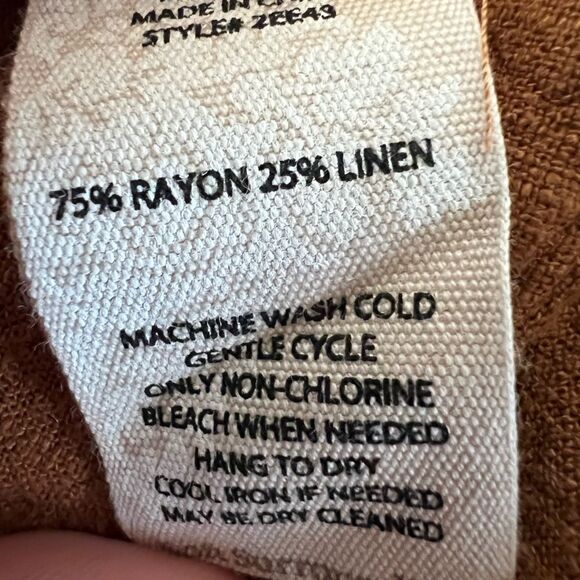 MADE IN
STYLE# 2EE43
75% RAYON 25% LINEN
MACHINE WASH COLD
GENTLE CYCLE
ONLY NON-CHLORINE
BLEACH WHEN NEEDED
HANG TO DRY
COOL IRON IF NEEDED
MAY BE DRY CLEANED